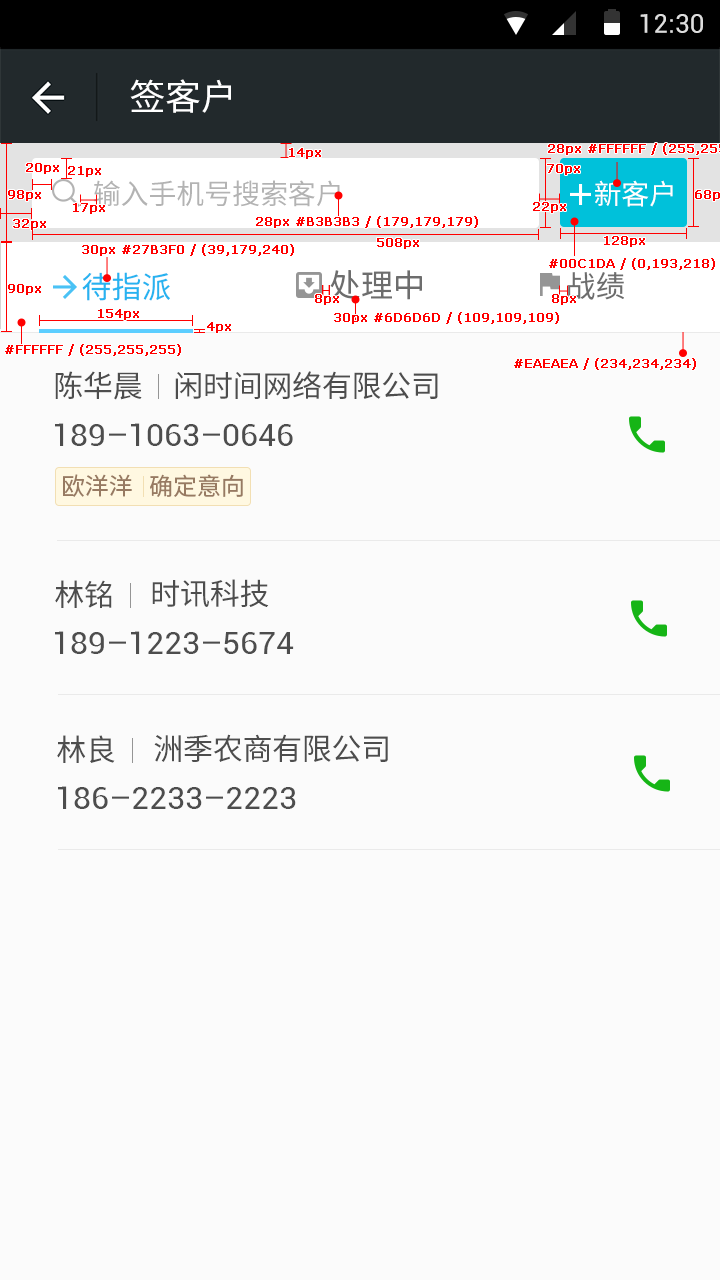 12:30
签客户
14px
28px #FFFFFF / (255,255
20px
21px
70px
98px
输入手机号搜索客户
+新客户
68px
17px
22px
32px
28px #B3B3B3 / (179,179,179)
508px
128px
30px #27B3F0 / (39,179,240)
#00C1DA / (0,193,218)
90px
待指派
处理中
战绩
8px
8px
154px
30px #6D6D6D / (109,109,109)
4px
#FFFFFF / (255,255,255)
#EAEAEA / (234,234,234)
陈华晨 | 闲时间网络有限公司
189-1063-0646
欧洋洋 | 确定意向
林铭 | 时讯科技
189-1223-5674
林良 | 洲季农商有限公司
186-2233-2223